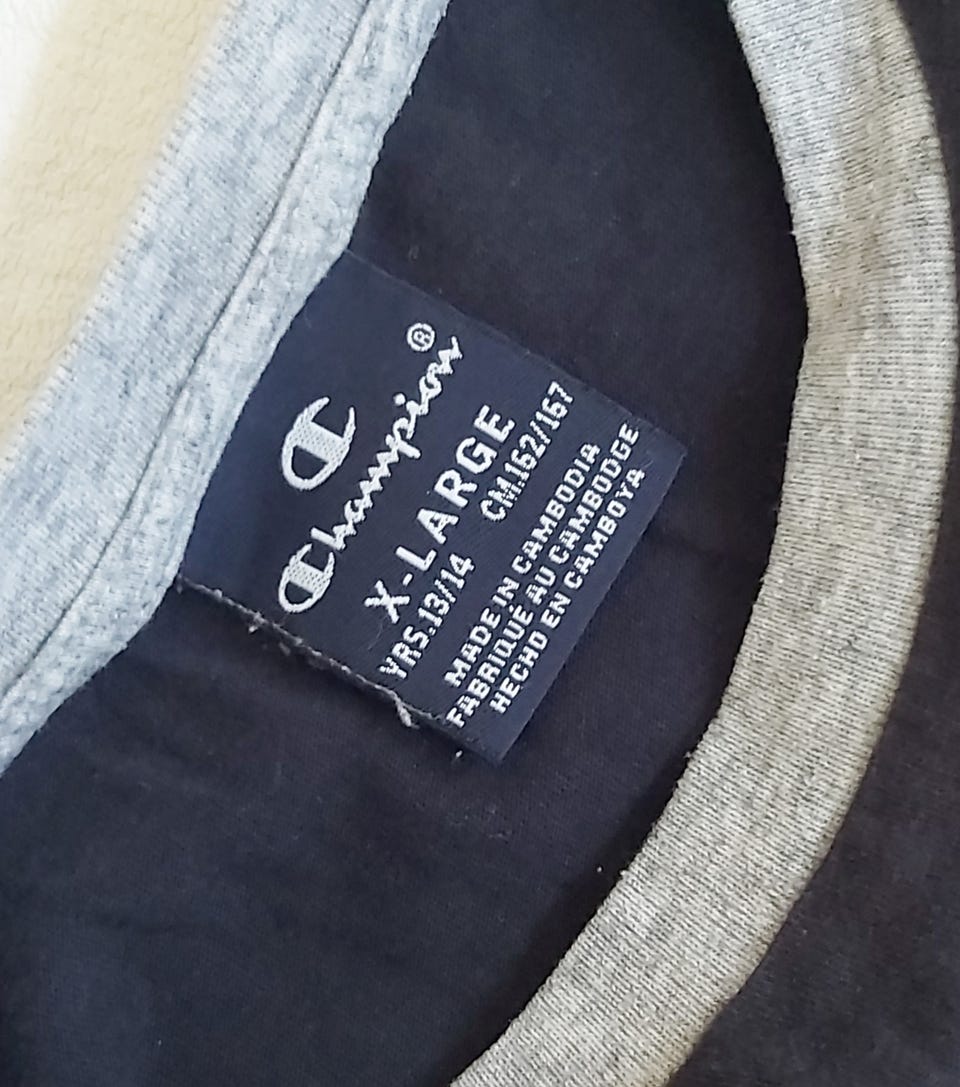 Champion®
X-LARGE
YRS.13/14 CM.162/167
MADE IN CAMBODIA
FABRIQUÉ AU CAMBODGE
HECHO EN CAMBOYA